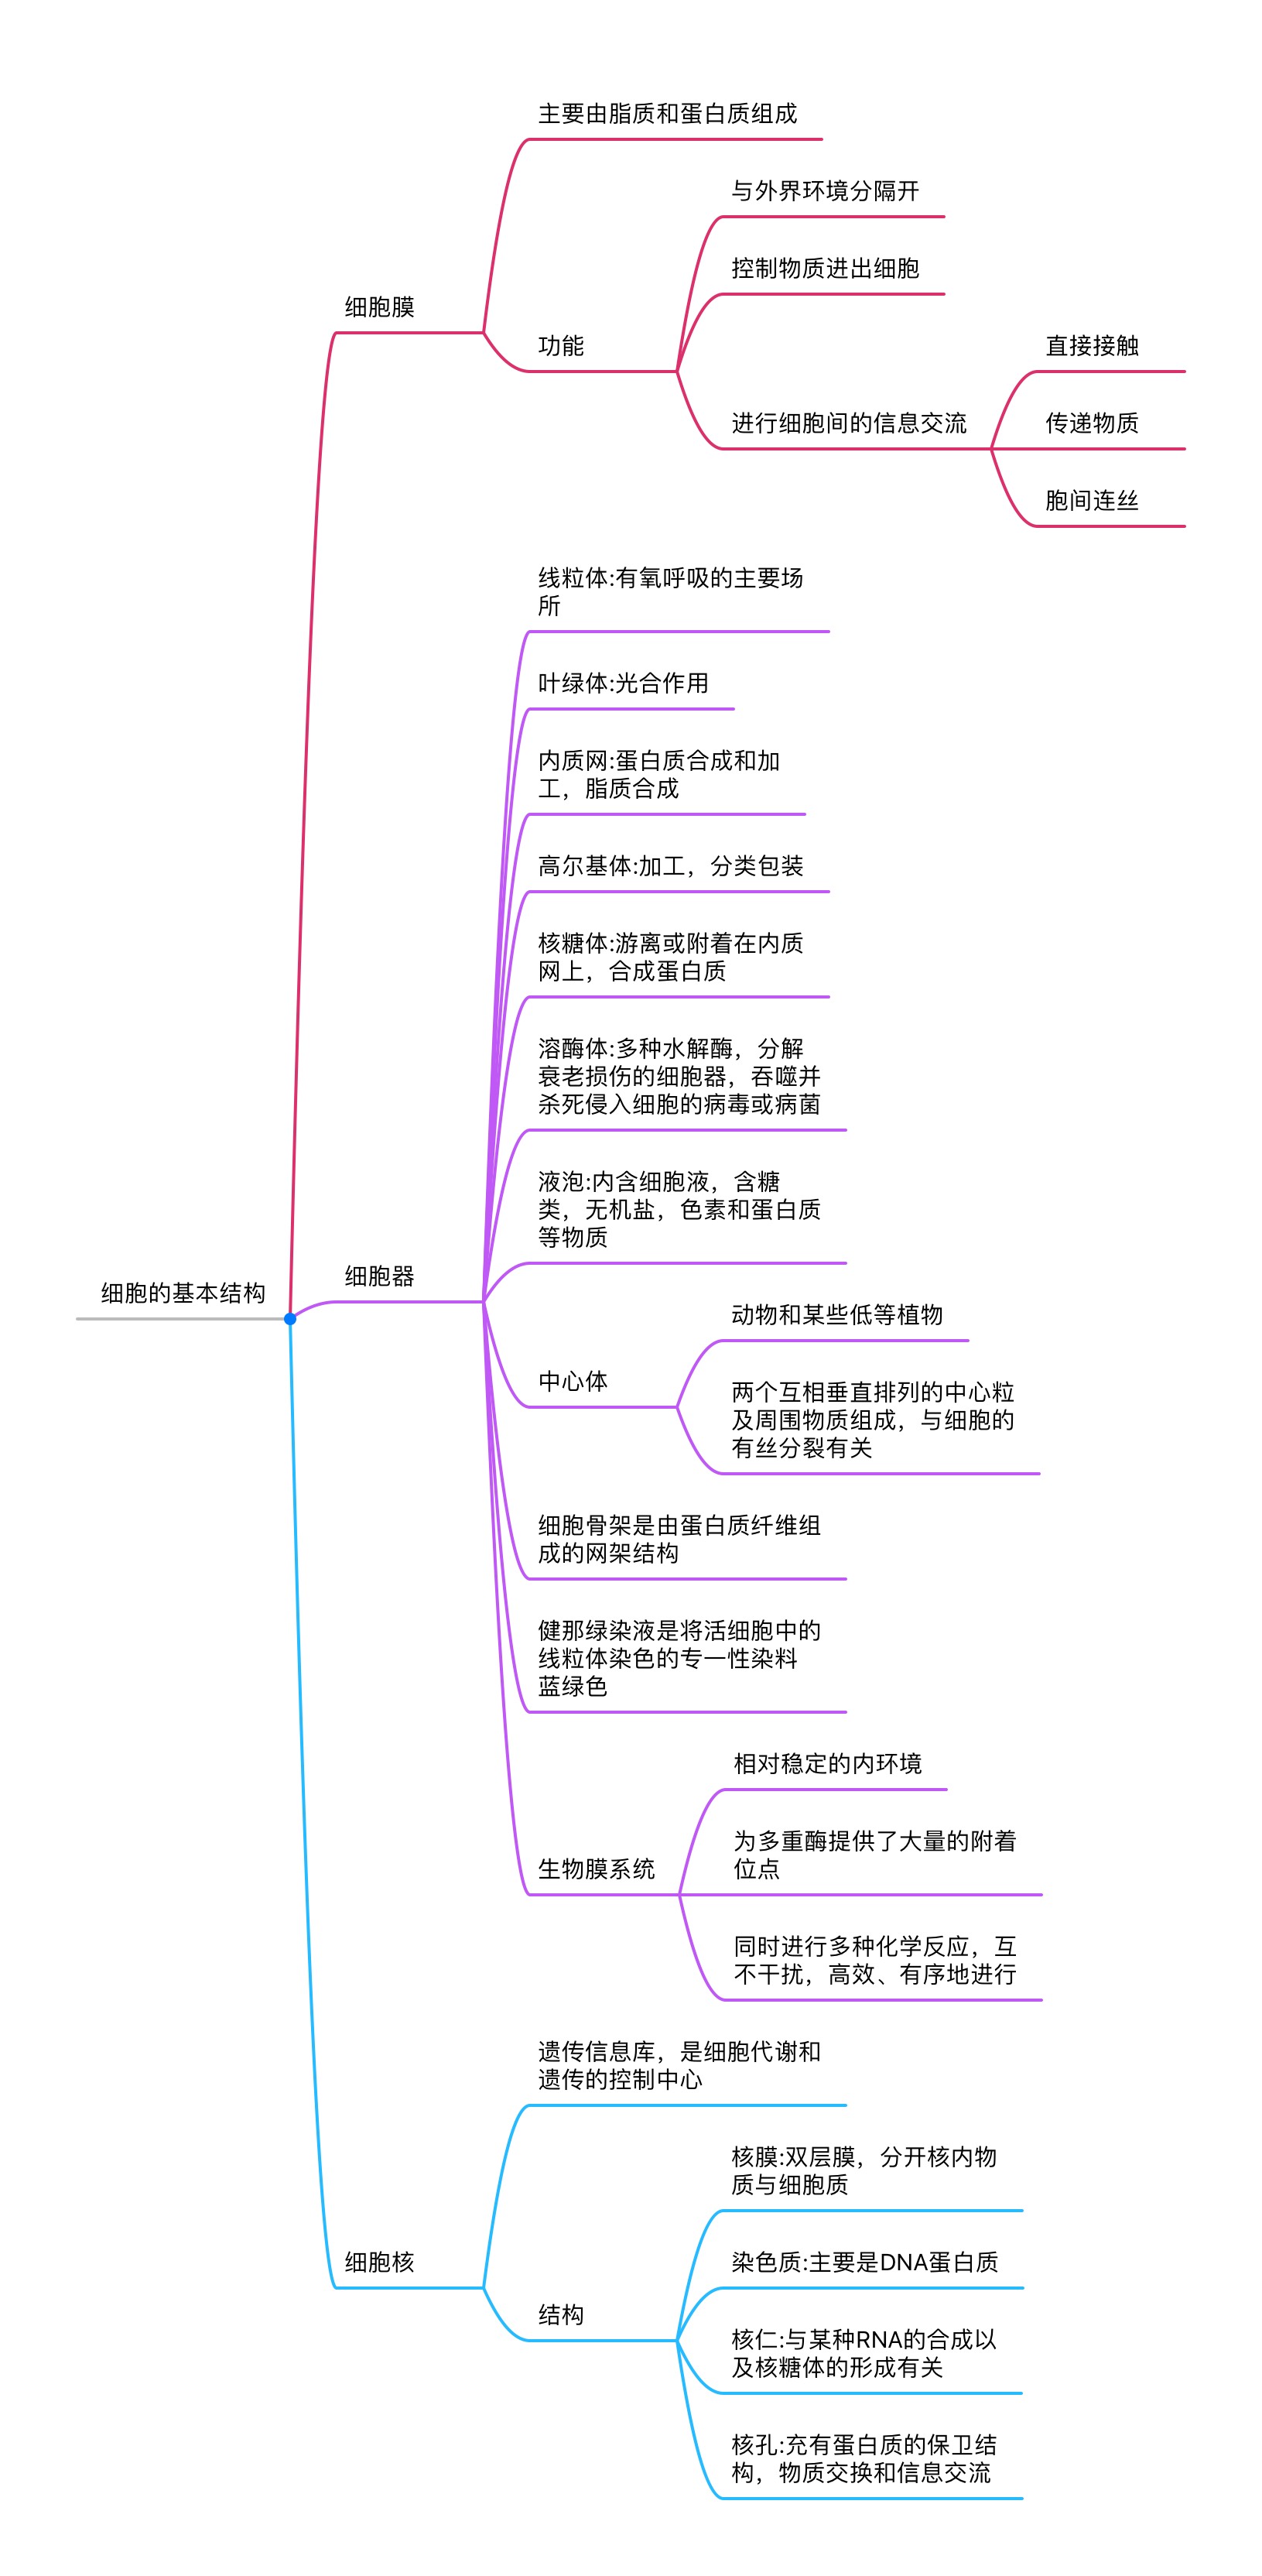 主要由脂质和蛋白质组成
与外界环境分隔开
控制物质进出细胞
细胞膜
功能
直接接触
进行细胞间的信息交流
传递物质
胞间连丝
线粒体:有氧呼吸的主要场
所
叶绿体:光合作用
内质网:蛋白质合成和加
工，脂质合成
高尔基体:加工，分类包装
核糖体:游离或附着在内质
网上，合成蛋白质
溶酶体:多种水解酶，分解
衰老损伤的细胞器，吞噬并
杀死侵入细胞的病毒或病菌
液泡:内含细胞液，含糖
类，无机盐，色素和蛋白质
等物质
细胞的基本结构
细胞器
动物和某些低等植物
中心体
两个互相垂直排列的中心粒
及周围物质组成，与细胞的
有丝分裂有关
细胞骨架是由蛋白质纤维组
成的网架结构
健那绿染液是将活细胞中的
线粒体染色的专一性染料
蓝绿色
相对稳定的内环境
生物膜系统
为多重酶提供了大量的附着
位点
同时进行多种化学反应，互
不干扰，高效、有序地进行
遗传信息库，是细胞代谢和
遗传的控制中心
细胞核
核膜:双层膜，分开核内物
质与细胞质
染色质:主要是DNA蛋白质
结构
核仁:与某种RNA的合成以
及核糖体的形成有关
核孔:充有蛋白质的保卫结
构，物质交换和信息交流